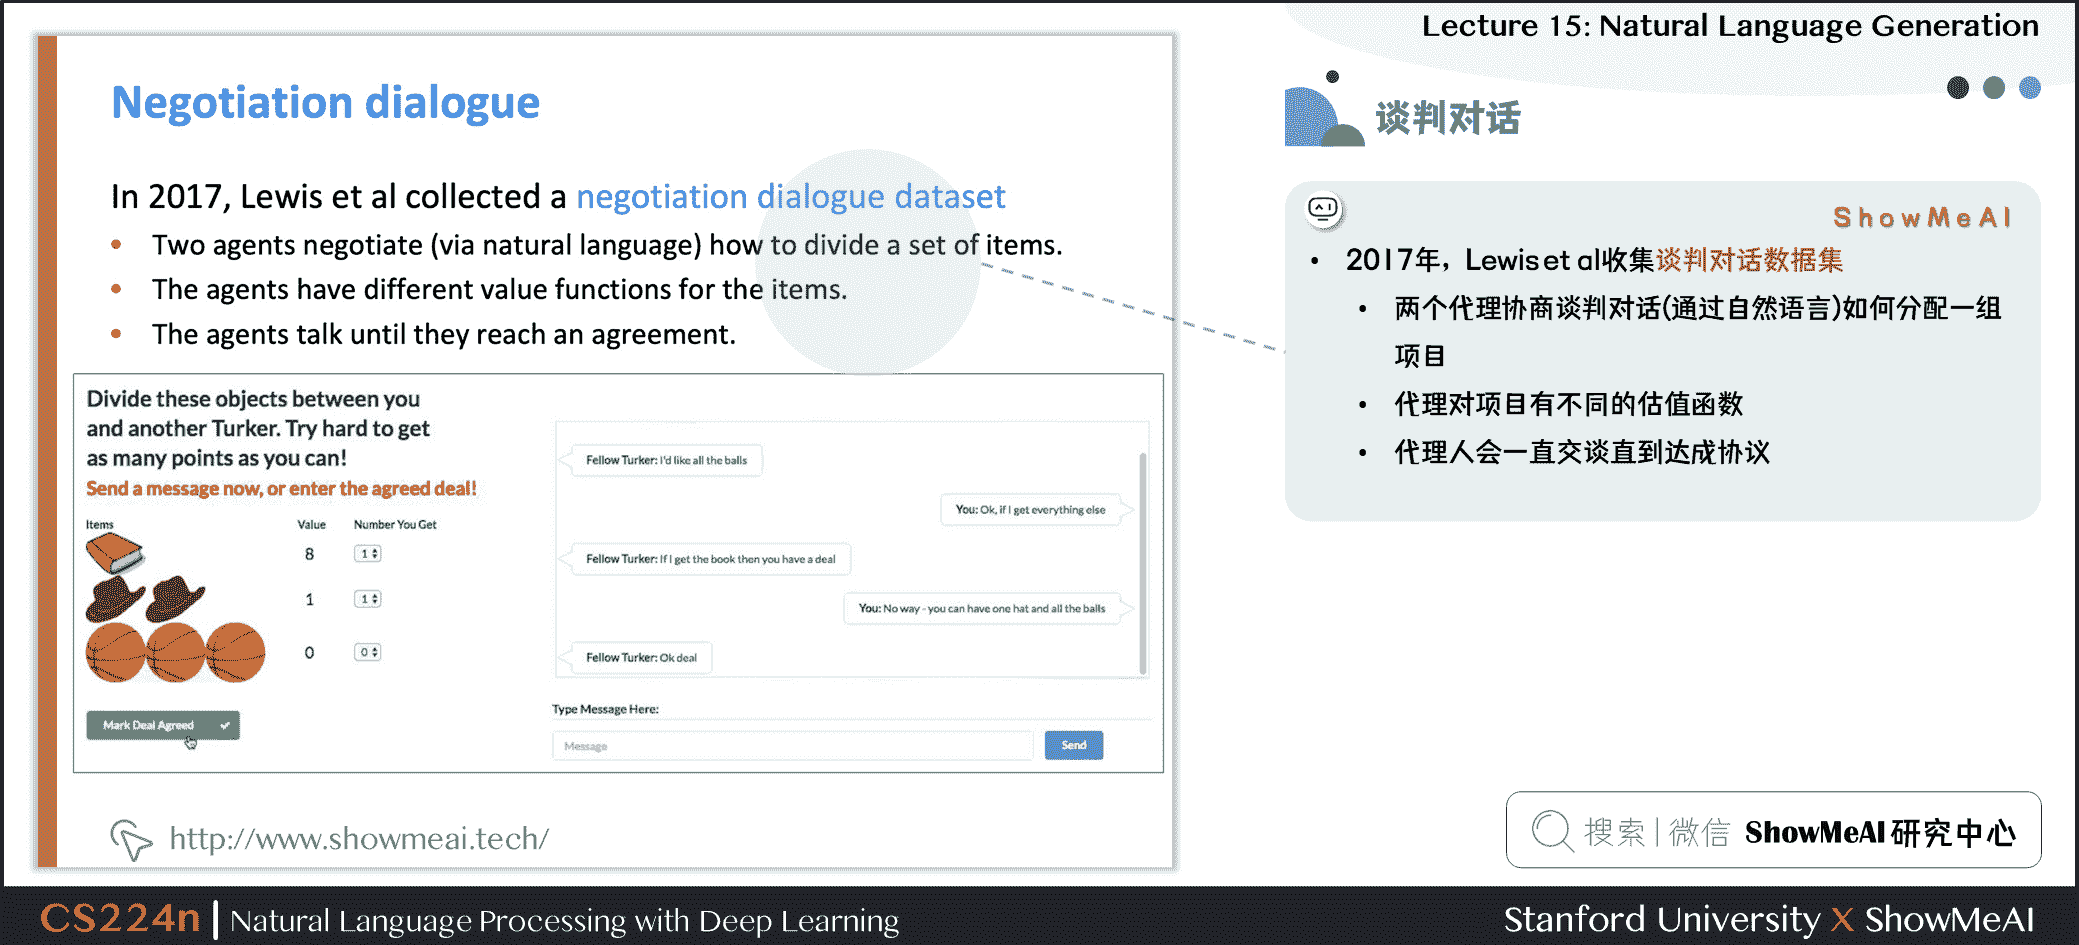 Lecture 15: Natural Language Generation
Negotiation dialogue
In 2017, Lewis et al collected a negotiation dialogue dataset
• Two agents negotiate (via natural language) how to divide a set of items.
• The agents have different value functions for the items.
• The agents talk until they reach an agreement.
Divide these objects between you
and another Turker. Try hard to get
as many points as you can!
Send a message now, or enter the agreed deal!
Items Value Number You Get
8 1
1 1
0 0
Mark Deal Agreed
Fellow Turker: I'd like all the balls
You: Ok, if I get everything else
Fellow Turker: If I get the book then you have a deal
You: No way - you can have one hat and all the balls
Fellow Turker: Ok deal
Type Message Here:
Message
Send
http://www.showmeai.tech/
谈判对话
ShowMeAI
• 2017年，Lewis et al收集谈判对话数据集
• 两个代理协商谈判对话(通过自然语言)如何分配一组
项目
• 代理对项目有不同的估值函数
• 代理人会一直交谈直到达成协议
搜索|微信 ShowMeAI 研究中心
CS224n | Natural Language Processing with Deep Learning
Stanford University X ShowMeAI